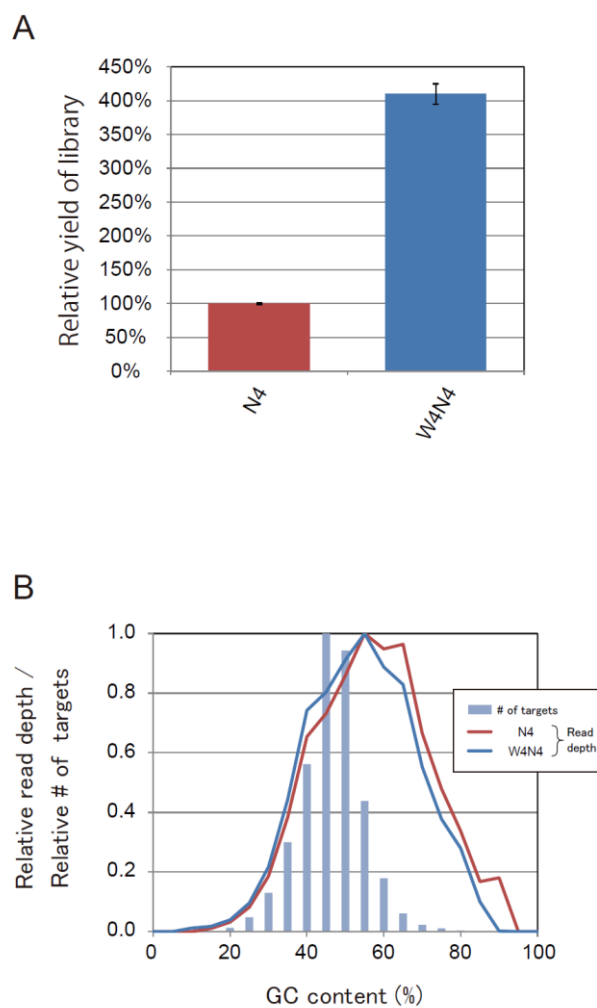 A
Relative yield of library
450%
400%
350%
300%
250%
200%
150%
100%
50%
0%
N4
W4N4
B
Relative read depth /
Relative # of targets
1.0
0.8
0.6
0.4
0.2
0.0
0 20 40 60 80 100
GC content (%)
# of targets
N4
W4N4
Read
depth